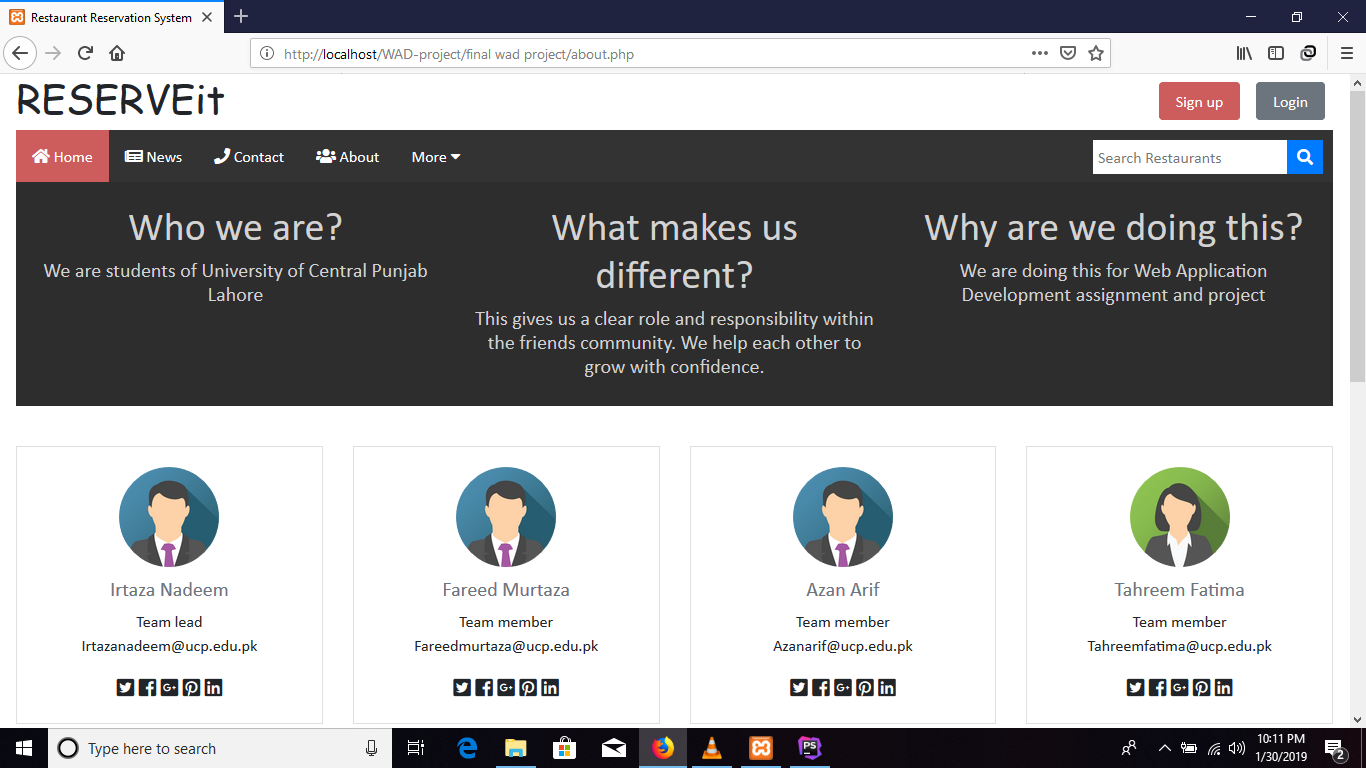 Restaurant Reservation System
http://localhost/WAD-project/final wad project/about.php
RESERVEit
Sign up
Login
Home
News
Contact
About
More
Search Restaurants
Who we are?
We are students of University of Central Punjab
Lahore
What makes us
different?
This gives us a clear role and responsibility within
the friends community. We help each other to
grow with confidence.
Why are we doing this?
We are doing this for Web Application
Development assignment and project
Irtaza Nadeem
Team lead
Irtazanadeem@ucp.edu.pk
Fareed Murtaza
Team member
Fareedmurtaza@ucp.edu.pk
Azan Arif
Team member
Azanarif@ucp.edu.pk
Tahreem Fatima
Team member
Tahreemfatima@ucp.edu.pk
Type here to search
PS
10:11 PM
1/30/2019
2